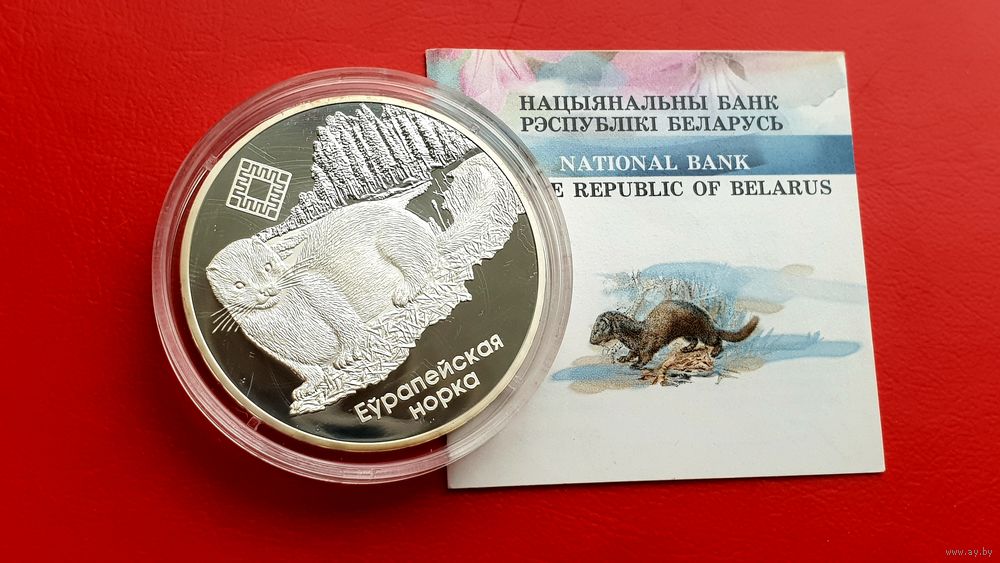 Еўрапейская
норка
НАЦЫЯНАЛЬНЫ БАНК
РЭСПУБЛІКІ БЕЛАРУСЬ
NATIONAL BANK
E REPUBLIC OF BELARUS
www.ay.by